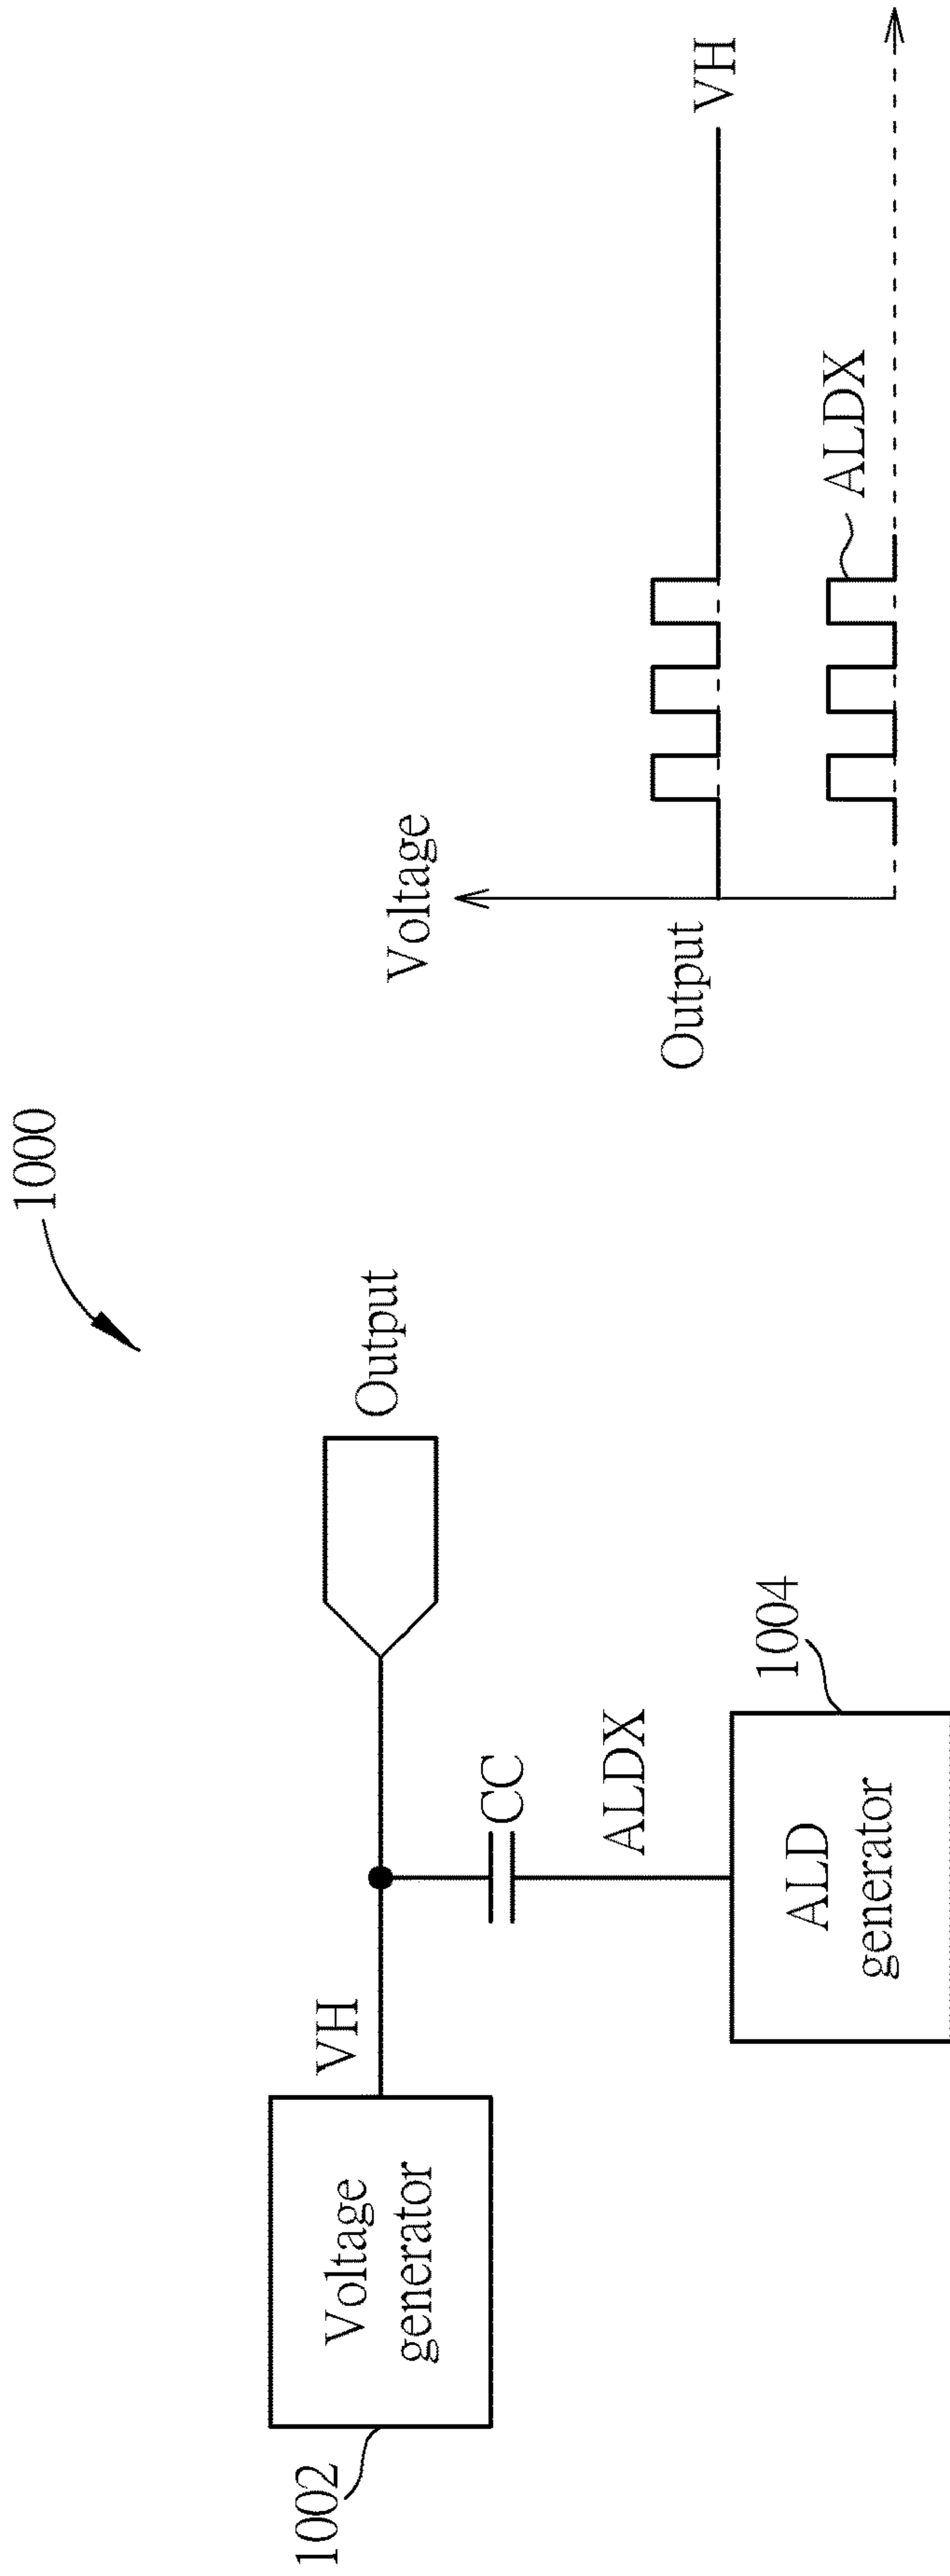 1000
Voltage
generator
1002
VH
Output
CC
ALDX
ALD
generator
1004
Voltage
Output
VH
ALDX